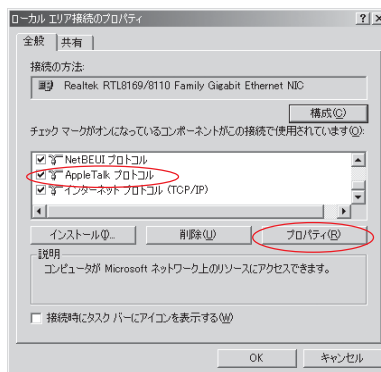 ローカル エリア接続のプロパティ
全般 共有
接続の方法:
Realtek RTL8169/8110 Family Gigabit Ethernet NIC
構成(C)
チェック マークがオンになっているコンポーネントがこの接続で使用されています(O):
NetBEUI プロトコル
AppleTalk プロトコル
インターネット プロトコル (TCP/IP)
インストール(I)... 削除(U) プロパティ(R)
説明
コンピュータが Microsoft ネットワーク上のリソースにアクセスできます。
接続時にタスク バーにアイコンを表示する(W)
OK キャンセル